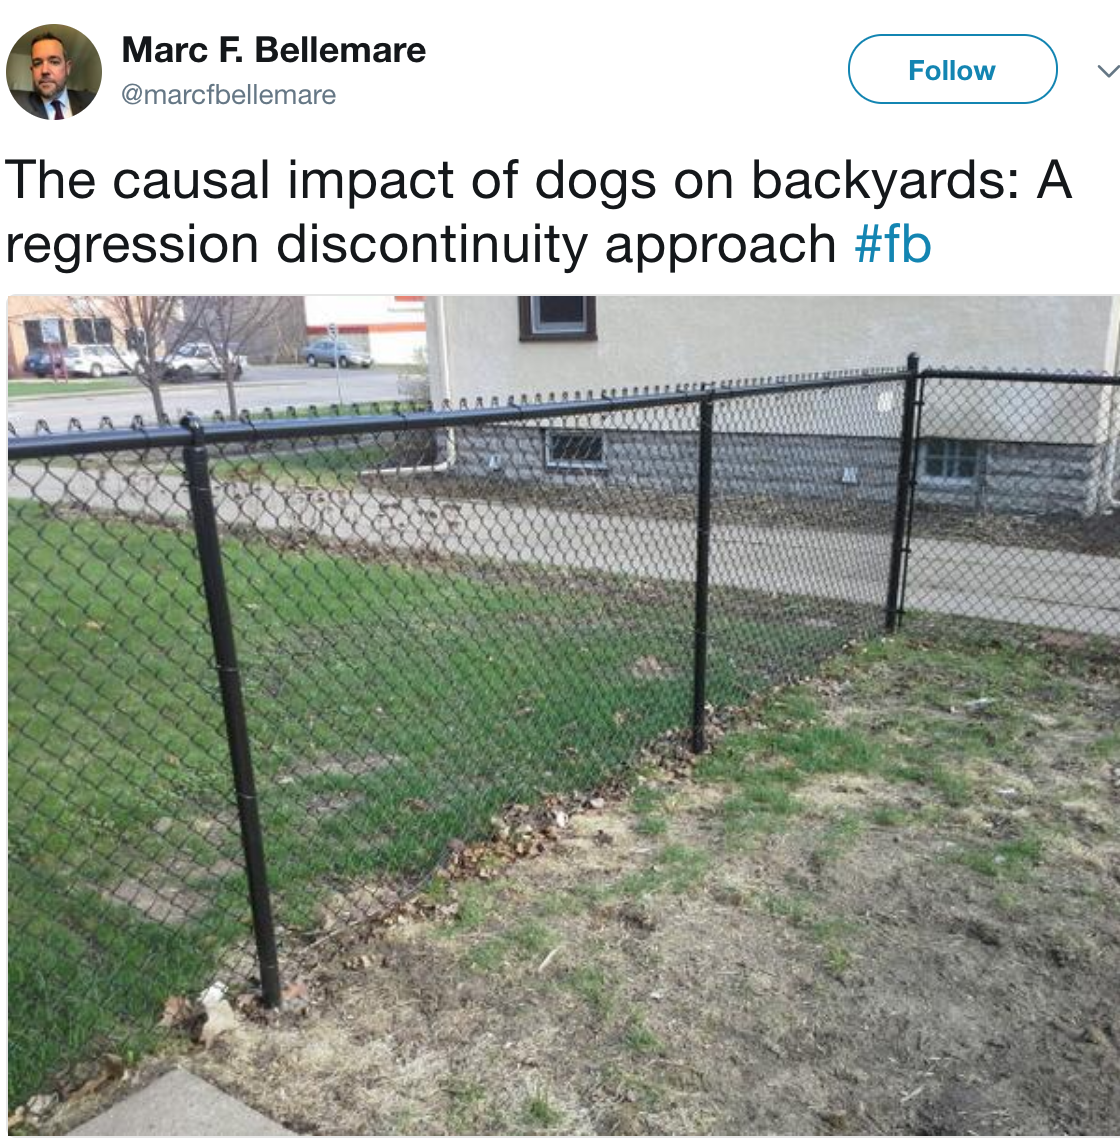 Marc F. Bellemare
@marcfbellemare
Follow
The causal impact of dogs on backyards: A
regression discontinuity approach #fb